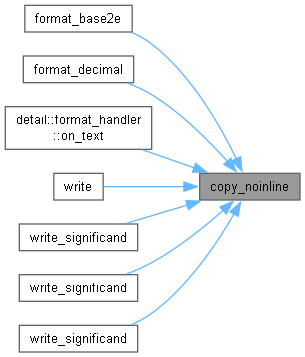 format_base2e
format_decimal
detail::format_handler
::on_text
write
copy_noinline
write_significand
write_significand
write_significand